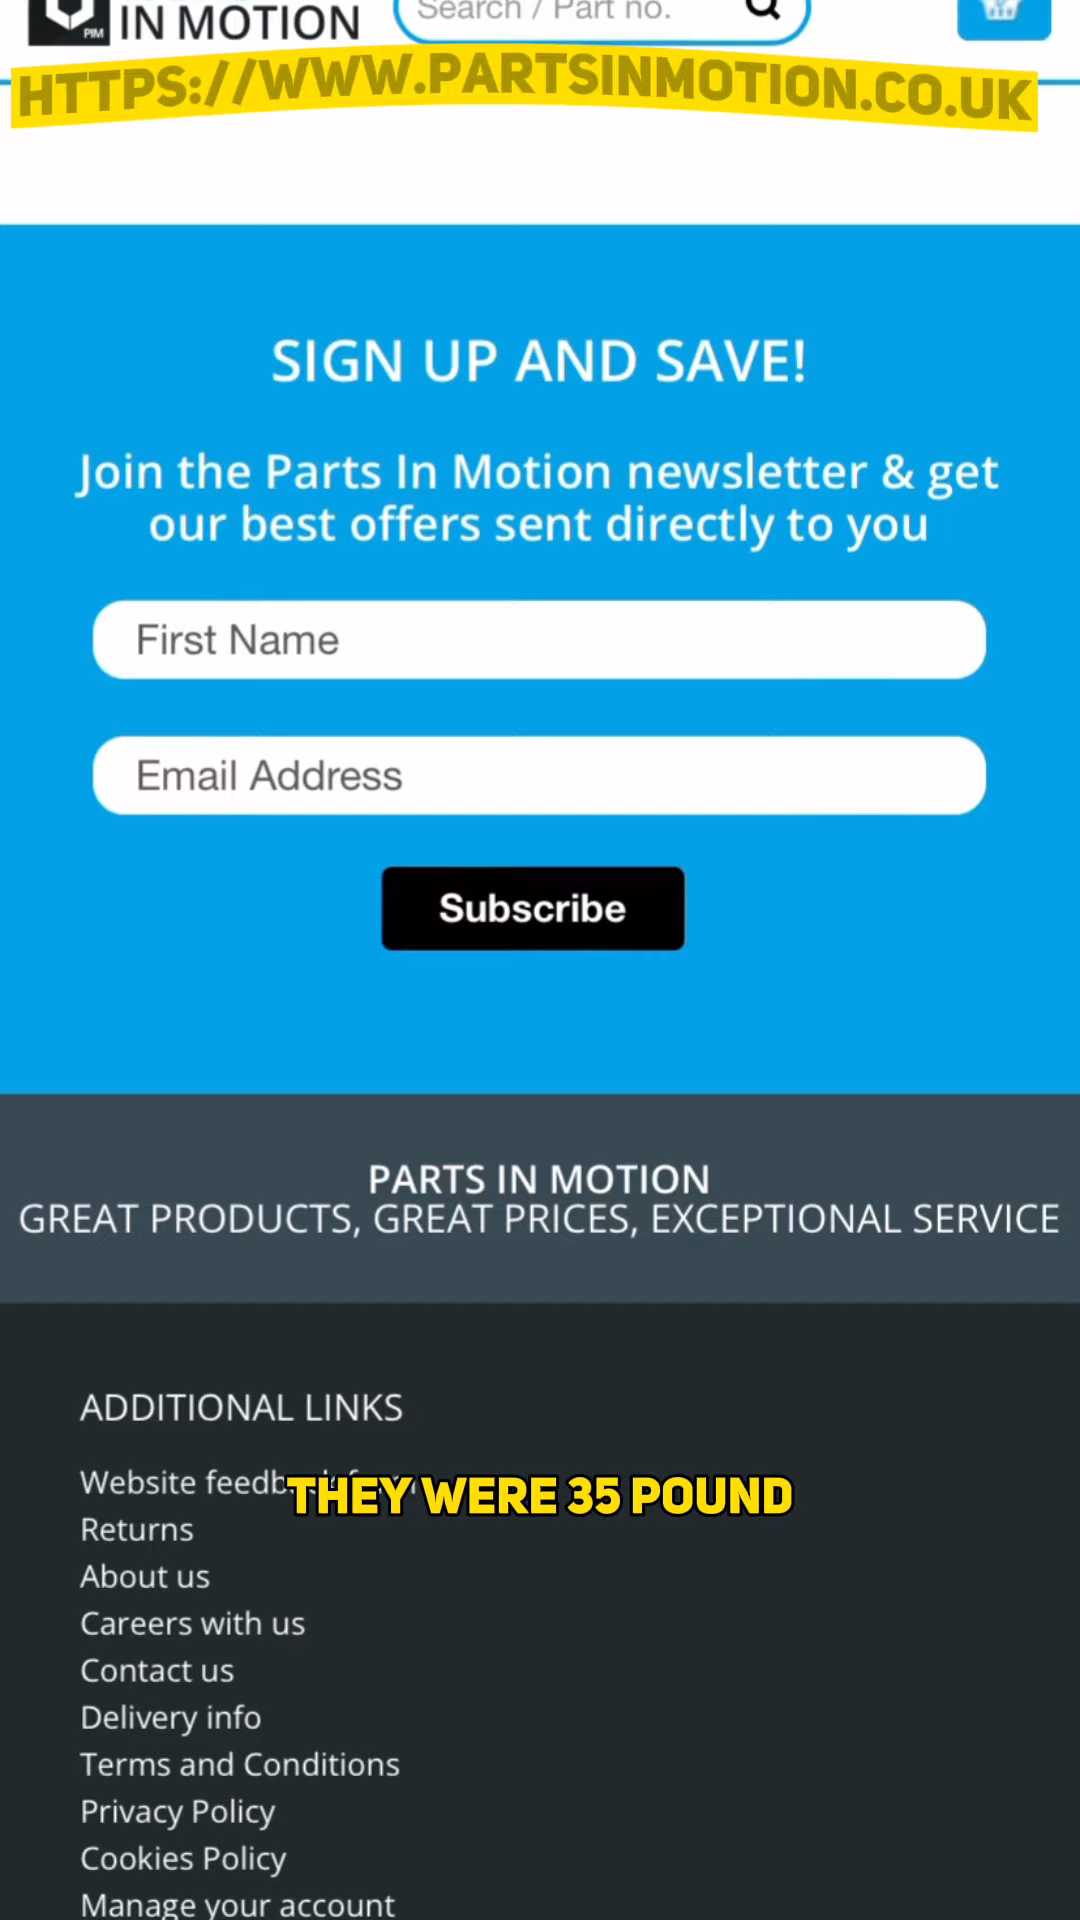 IN MOTION
PIM
Search / Part no.
HTTPS://WWW.PARTSINMOTION.CO.UK
SIGN UP AND SAVE!
Join the Parts In Motion newsletter & get
our best offers sent directly to you
First Name
Email Address
Subscribe
PARTS IN MOTION
GREAT PRODUCTS, GREAT PRICES, EXCEPTIONAL SERVICE
ADDITIONAL LINKS
Website
THEY WERE 35 POUND
Returns
About us
Careers with us
Contact us
Delivery info
Terms and Conditions
Privacy Policy
Cookies Policy
Manage your account